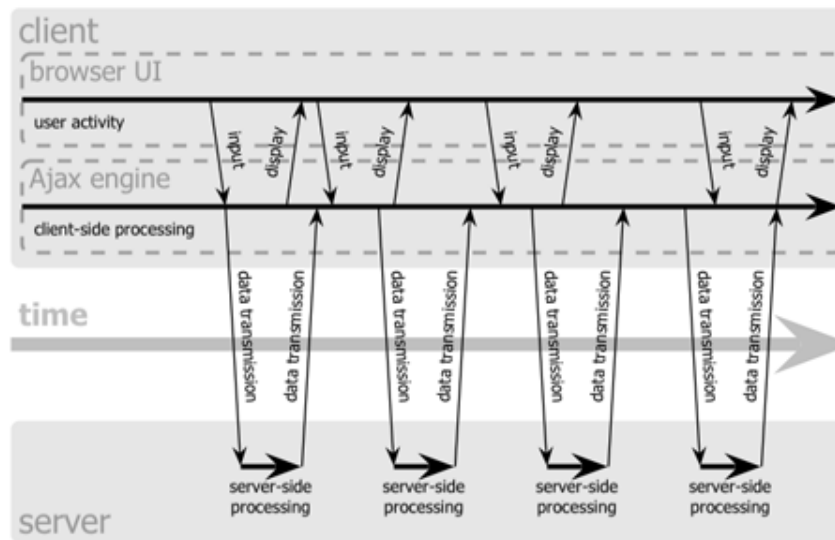 client
browser UI
user activity
input
display
input
display
input
display
input
display
Ajax engine
client-side processing
data transmission
data transmission
data transmission
data transmission
data transmission
data transmission
data transmission
data transmission
time
server-side
processing
server-side
processing
server-side
processing
server-side
processing
server